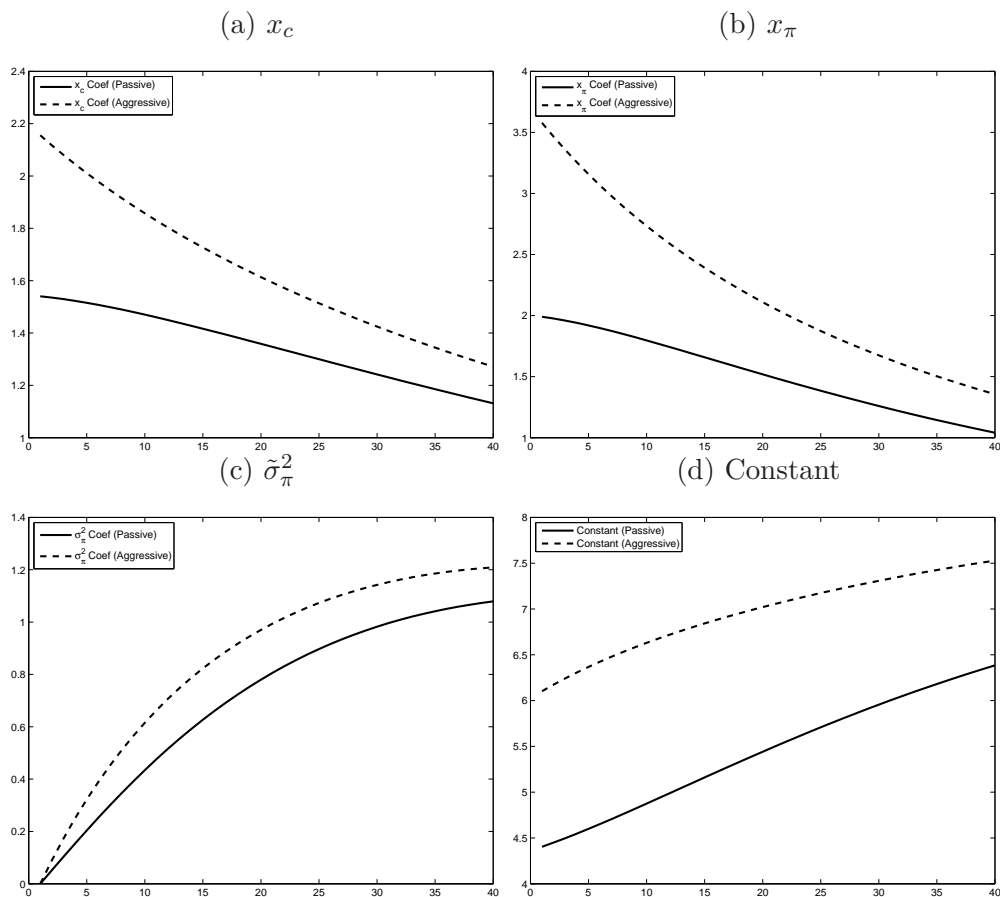 (a) x_c
(b) x_π
2.4
2.2
2
1.8
1.6
1.4
1.2
1
0 5 10 15 20 25 30 35 40
x_c Coef (Passive)
x_c Coef (Aggressive)
4
3.5
3
2.5
2
1.5
1
0 5 10 15 20 25 30 35 40
x_π Coef (Passive)
x_π Coef (Aggressive)
(c) σ̃²_π
(d) Constant
1.4
1.2
1
0.8
0.6
0.4
0.2
0
0 5 10 15 20 25 30 35 40
σ²_π Coef (Passive)
σ²_π Coef (Aggressive)
8
7.5
7
6.5
6
5.5
5
4.5
4
0 5 10 15 20 25 30 35 40
Constant (Passive)
Constant (Aggressive)